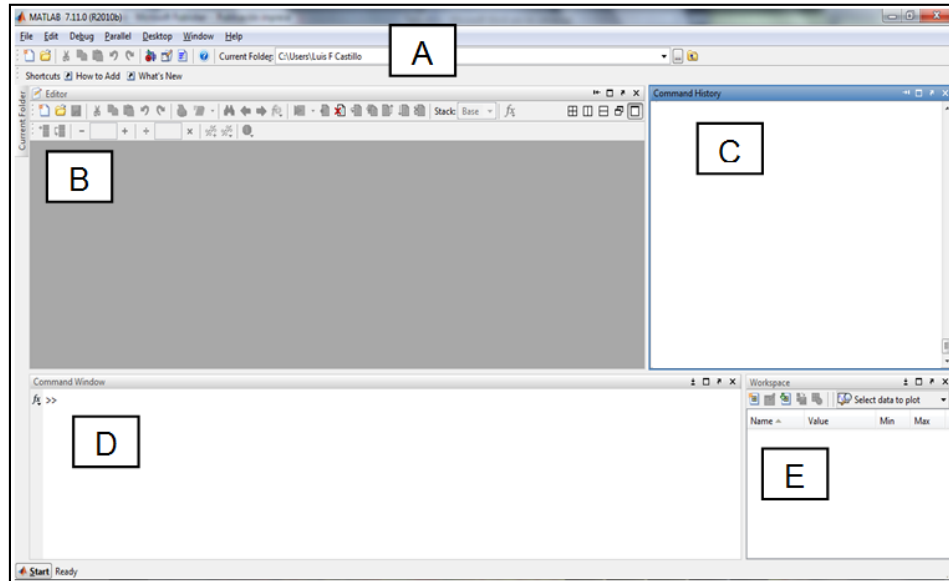 MATLAB 7.11.0 (R2010b)
File Edit Debug Parallel Desktop Window Help
Current Folder: C:\Users\Luis F Castillo
A
Shortcuts How to Add What's New
Current Folder
Editor
Stack: Base fx
B
Command History
C
Command Window
fx >>
D
Workspace
Select data to plot
Name Value Min Max
E
Start Ready